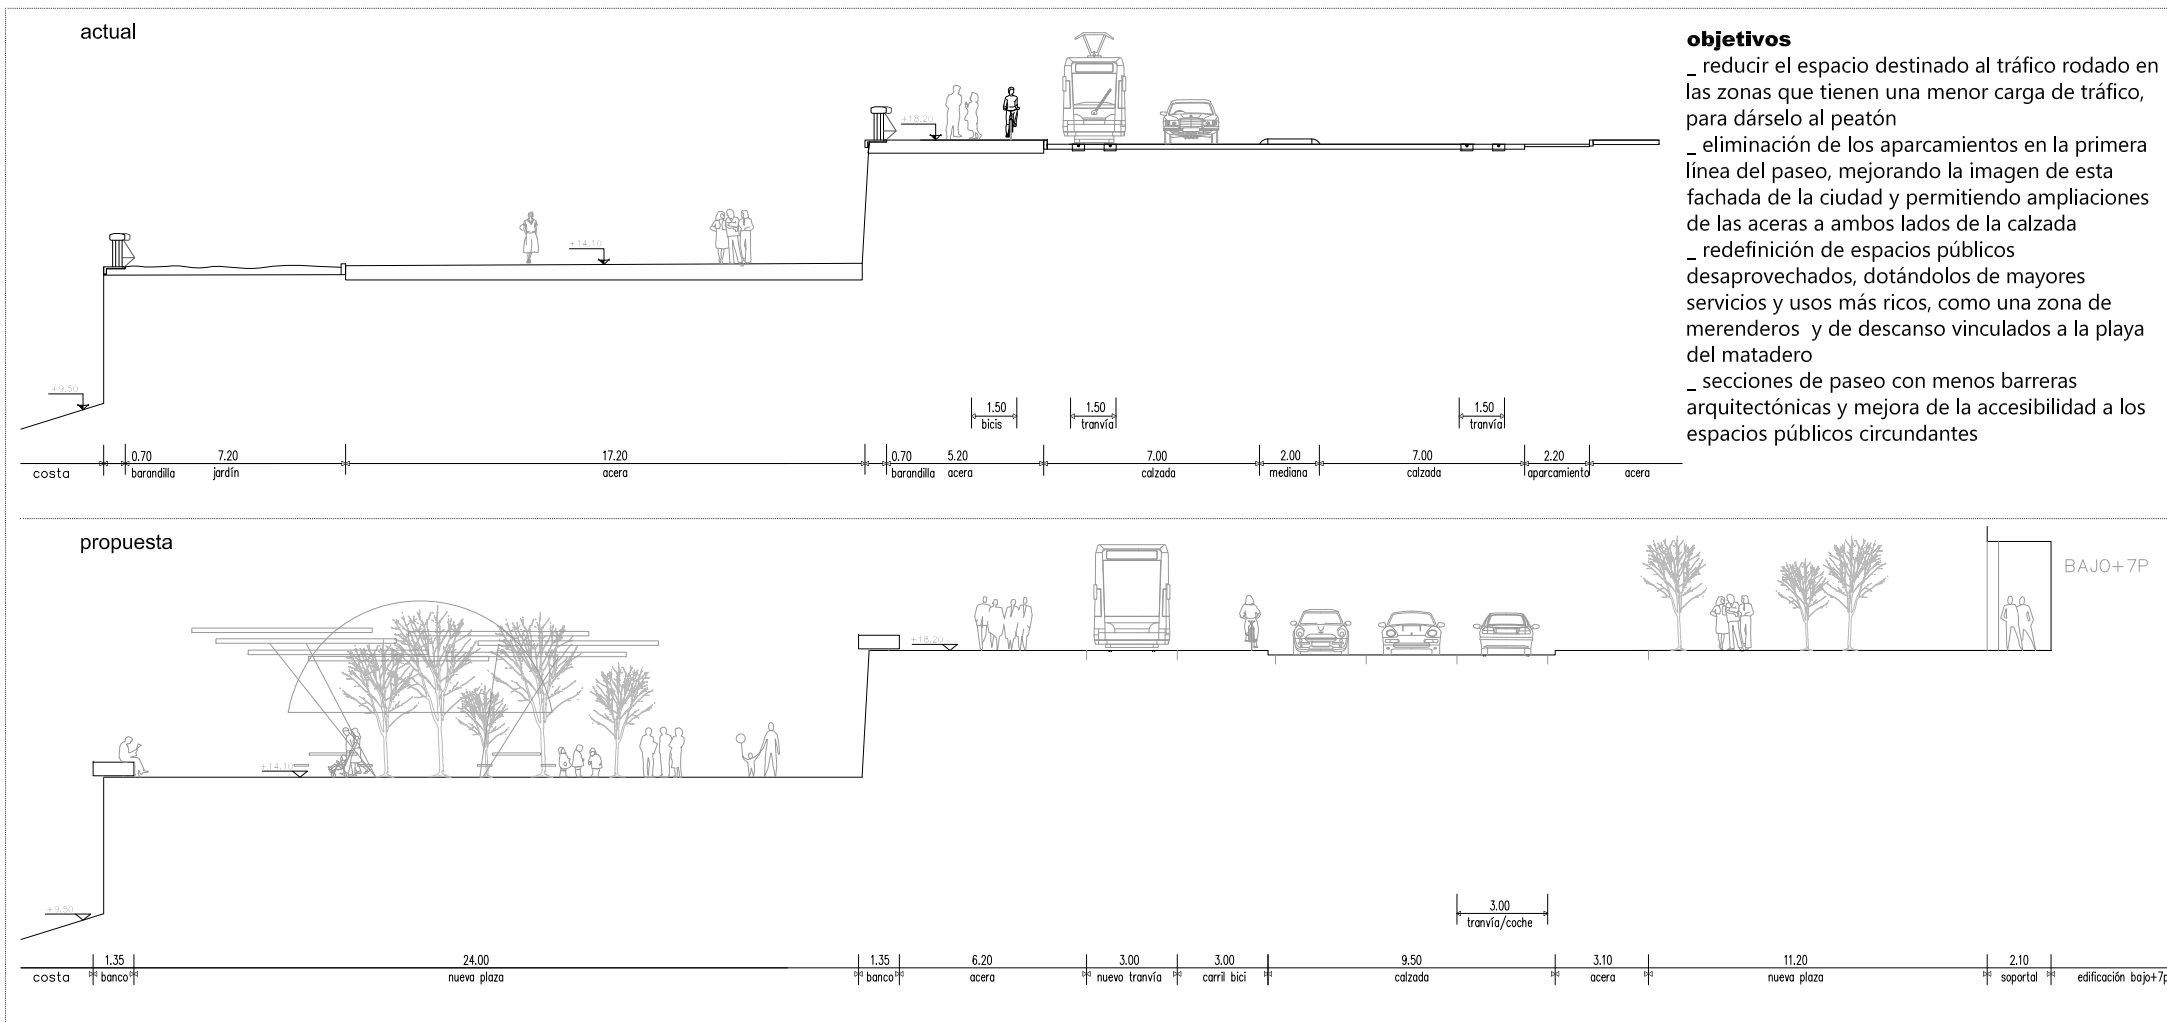 actual
objetivos
_ reducir el espacio destinado al tráfico rodado en
las zonas que tienen una menor carga de tráfico,
para dárselo al peatón
_ eliminación de los aparcamientos en la primera
línea del paseo, mejorando la imagen de esta
fachada de la ciudad y permitiendo ampliaciones
de las aceras a ambos lados de la calzada
_ redefinición de espacios públicos
desaprovechados, dotándolos de mayores
servicios y usos más ricos, como una zona de
merenderos y de descanso vinculados a la playa
del matadero
_ secciones de paseo con menos barreras
arquitectónicas y mejora de la accesibilidad a los
espacios públicos circundantes
+18,20
+14,10
+9,50
1.50 1.50 1.50
bicis tranvía tranvía
0.70 7.20 17.20 0.70 5.20 7.00 2.00 7.00 2.20
costa barandilla jardín acera barandilla acera calzada mediana calzada aparcamiento acera
propuesta
BAJO+7P
+18,20
+14,10
+9,50
3.00
tranvía/coche
1.35 24.00 1.35 6.20 3.00 3.00 9.50 3.10 11.20 2.10
costa banco nueva plaza banco acera nuevo tranvía carril bici calzada acera nueva plaza soportal edificación bajo+7p